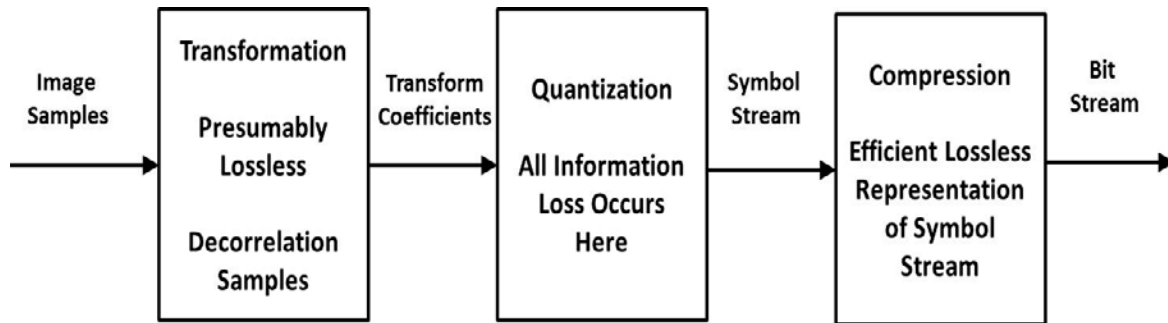 Image
Samples
Transformation
Presumably
Lossless
Decorrelation
Samples
Transform
Coefficients
Quantization
All Information
Loss Occurs
Here
Symbol
Stream
Compression
Efficient Lossless
Representation
of Symbol
Stream
Bit
Stream